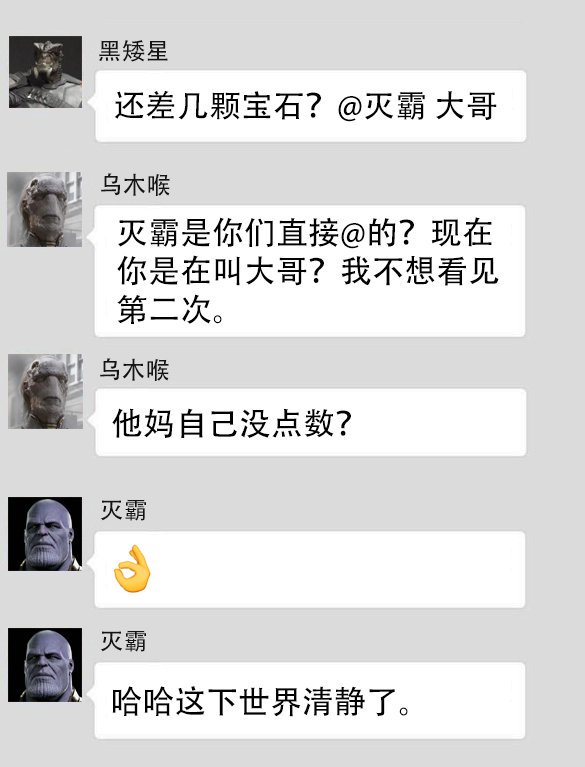 黑矮星
还差几颗宝石？@灭霸 大哥
乌木喉
灭霸是你们直接@的？现在
你是在叫大哥？我不想看见
第二次。
乌木喉
他妈自己没点数？
灭霸
👌
灭霸
哈哈这下世界清静了。